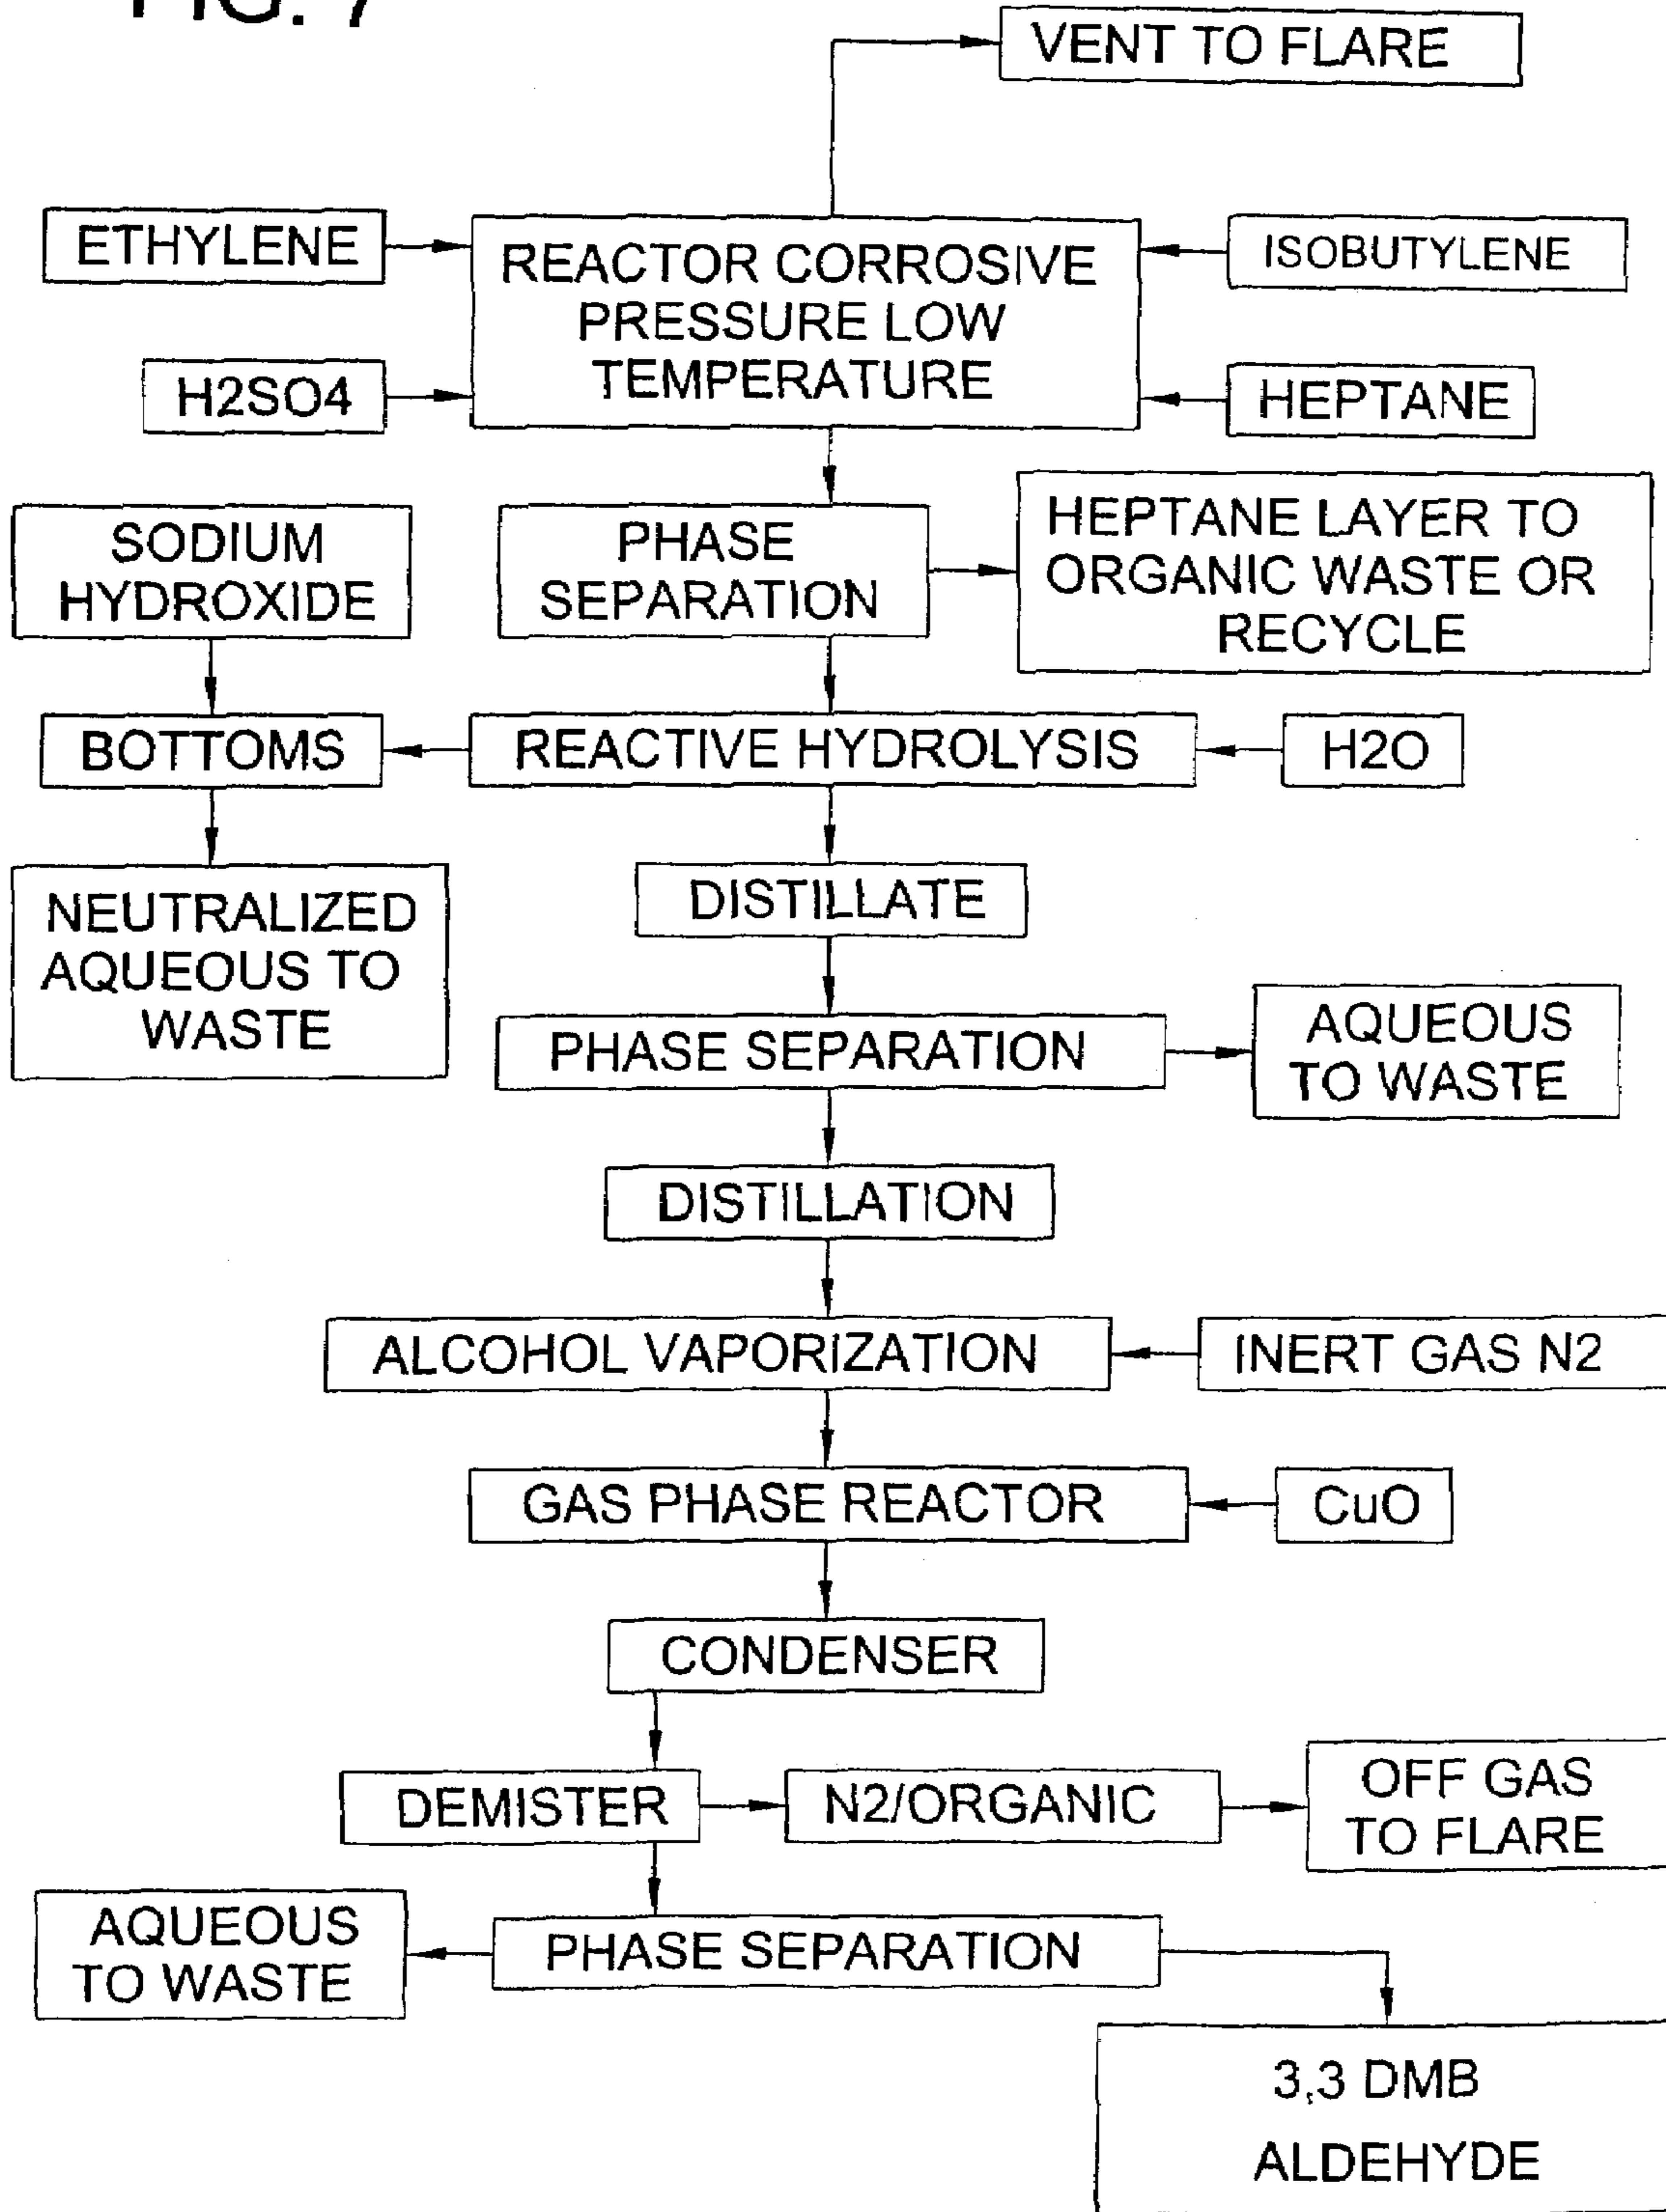 FIG. 7
VENT TO FLARE
ETHYLENE
REACTOR CORROSIVE
PRESSURE LOW
TEMPERATURE
ISOBUTYLENE
H2SO4
HEPTANE
SODIUM
HYDROXIDE
PHASE
SEPARATION
HEPTANE LAYER TO
ORGANIC WASTE OR
RECYCLE
BOTTOMS
REACTIVE HYDROLYSIS
H2O
NEUTRALIZED
AQUEOUS TO
WASTE
DISTILLATE
PHASE SEPARATION
AQUEOUS
TO WASTE
DISTILLATION
ALCOHOL VAPORIZATION
INERT GAS N2
GAS PHASE REACTOR
CuO
CONDENSER
DEMISTER
N2/ORGANIC
OFF GAS
TO FLARE
AQUEOUS
TO WASTE
PHASE SEPARATION
3,3 DMB
ALDEHYDE